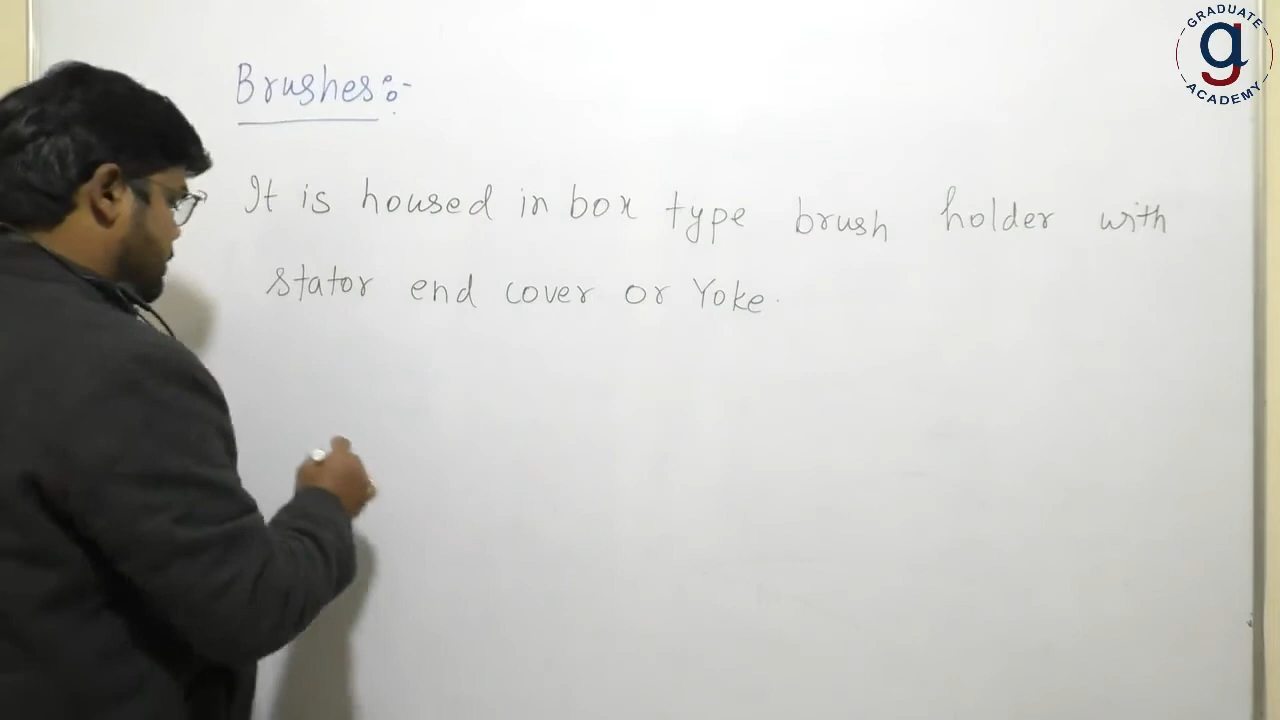 GRADUATE
g
ACADEMY
Brushes:-
It is housed in box type brush holder with
stator end cover or Yoke.